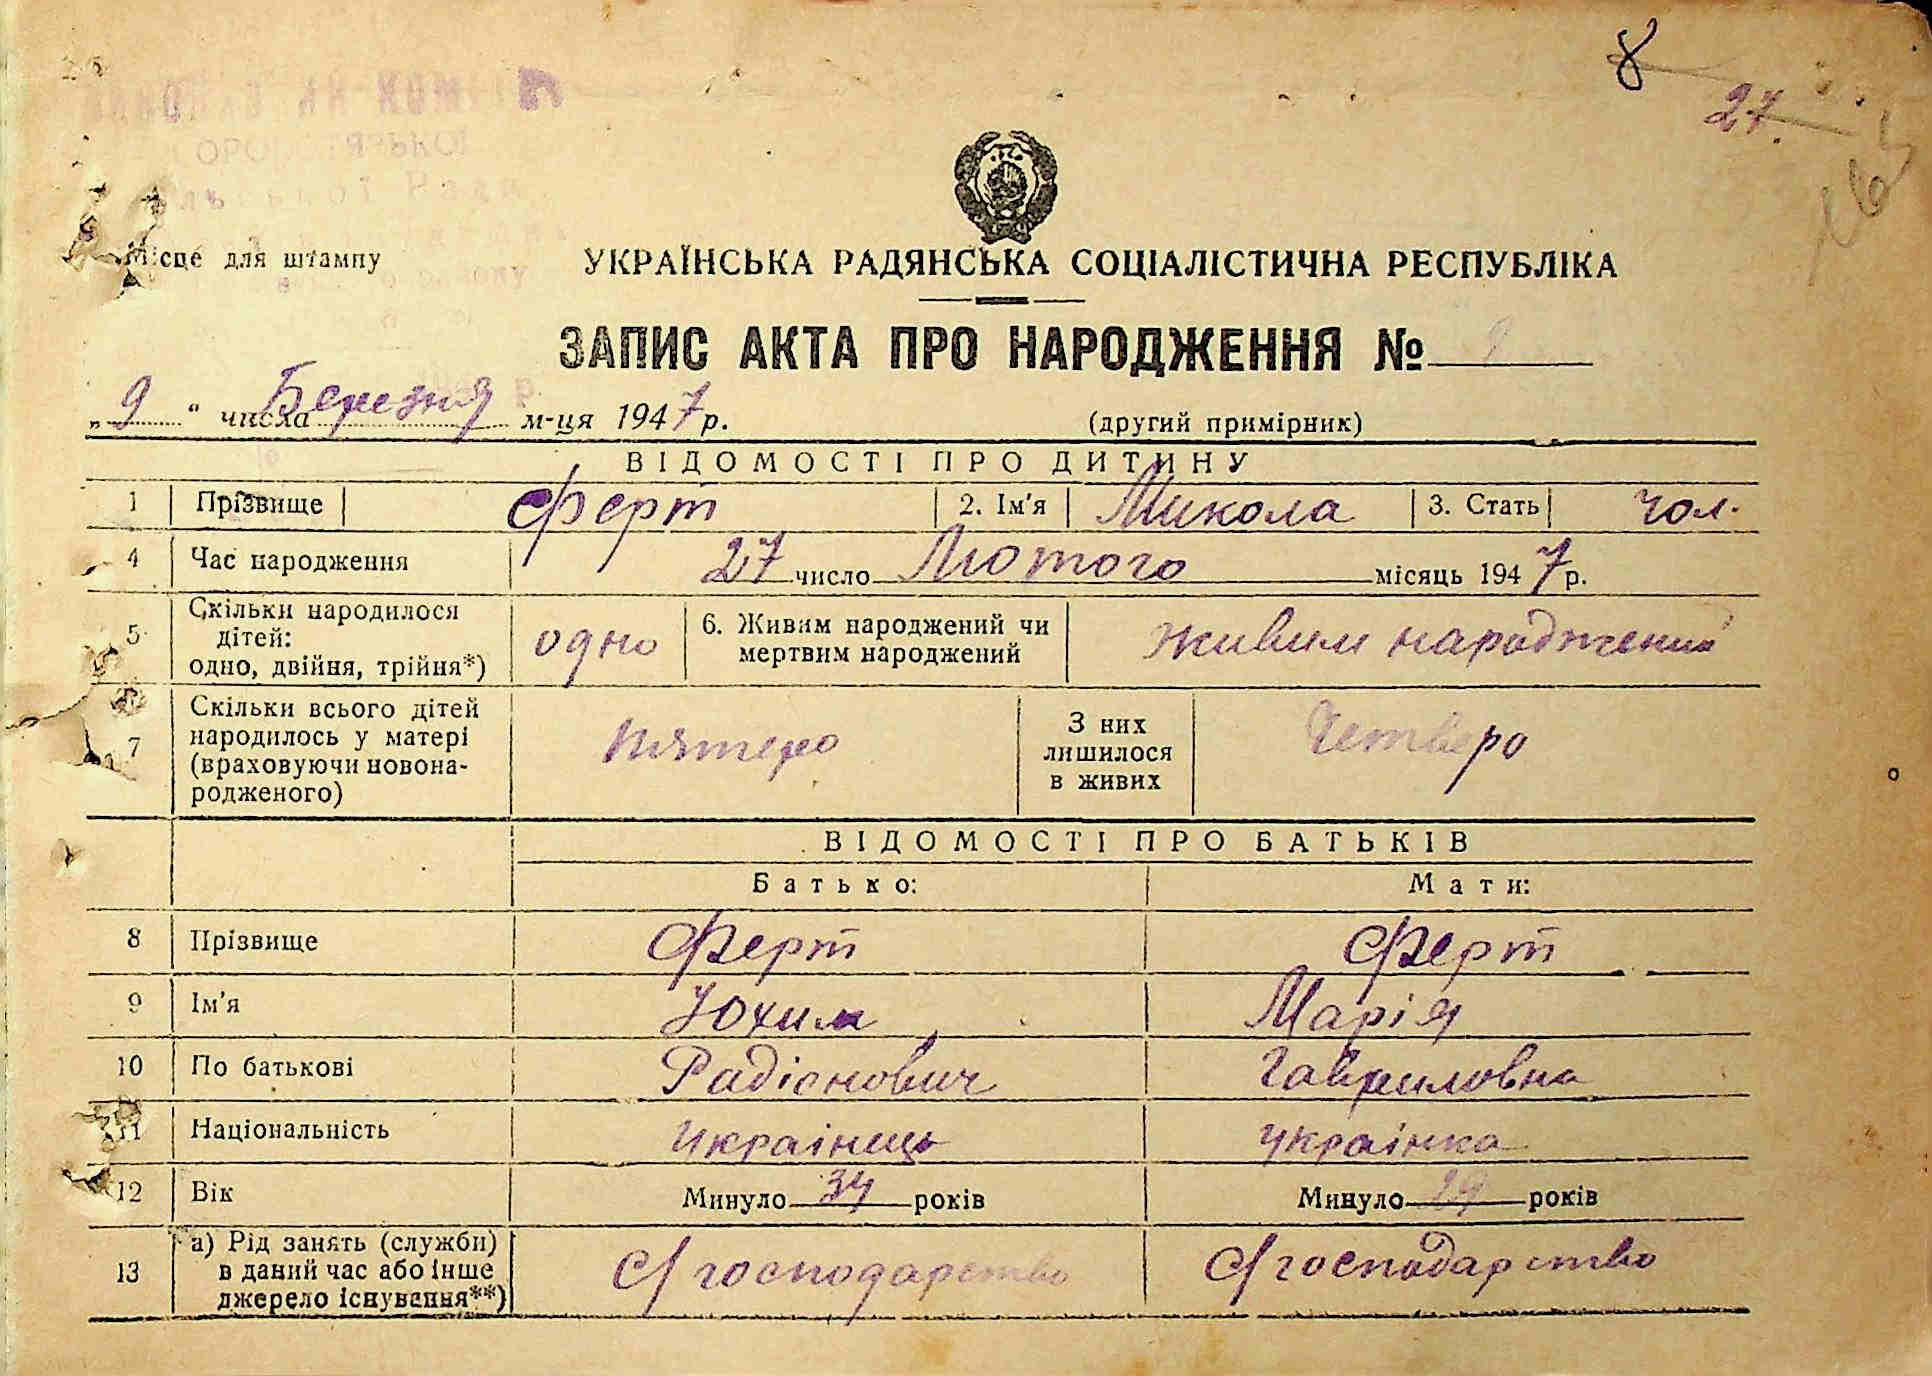 8
27.
Місце для штампу
УКРАЇНСЬКА РАДЯНСЬКА СОЦІАЛІСТИЧНА РЕСПУБЛІКА
ЗАПИС АКТА ПРО НАРОДЖЕННЯ № 9
„9“ числа Березня м-ця 1947 р. (другий примірник)
ВІДОМОСТІ ПРО ДИТИНУ
1 Прізвище Ферт 2. Ім'я Микола 3. Стать чол.
4 Час народження 27 число Лютого місяць 1947 р.
5 Скільки народилося дітей: одно, двійня, трійня*) одно 6. Живим народжений чи мертвим народжений живим народжений
7 Скільки всього дітей народилось у матері (враховуючи новонародженого) пятеро З них лишилося в живих Четверо
ВІДОМОСТІ ПРО БАТЬКІВ
Батько: Мати:
8 Прізвище Ферт Ферт
9 Ім'я Юхим Марія
10 По батькові Радіонович Гавриловна
11 Національність Украінець украінка
12 Вік Минуло 34 років Минуло років
13 а) Рід занять (служби) в даний час або інше джерело існування**) С/господарство С/господарство